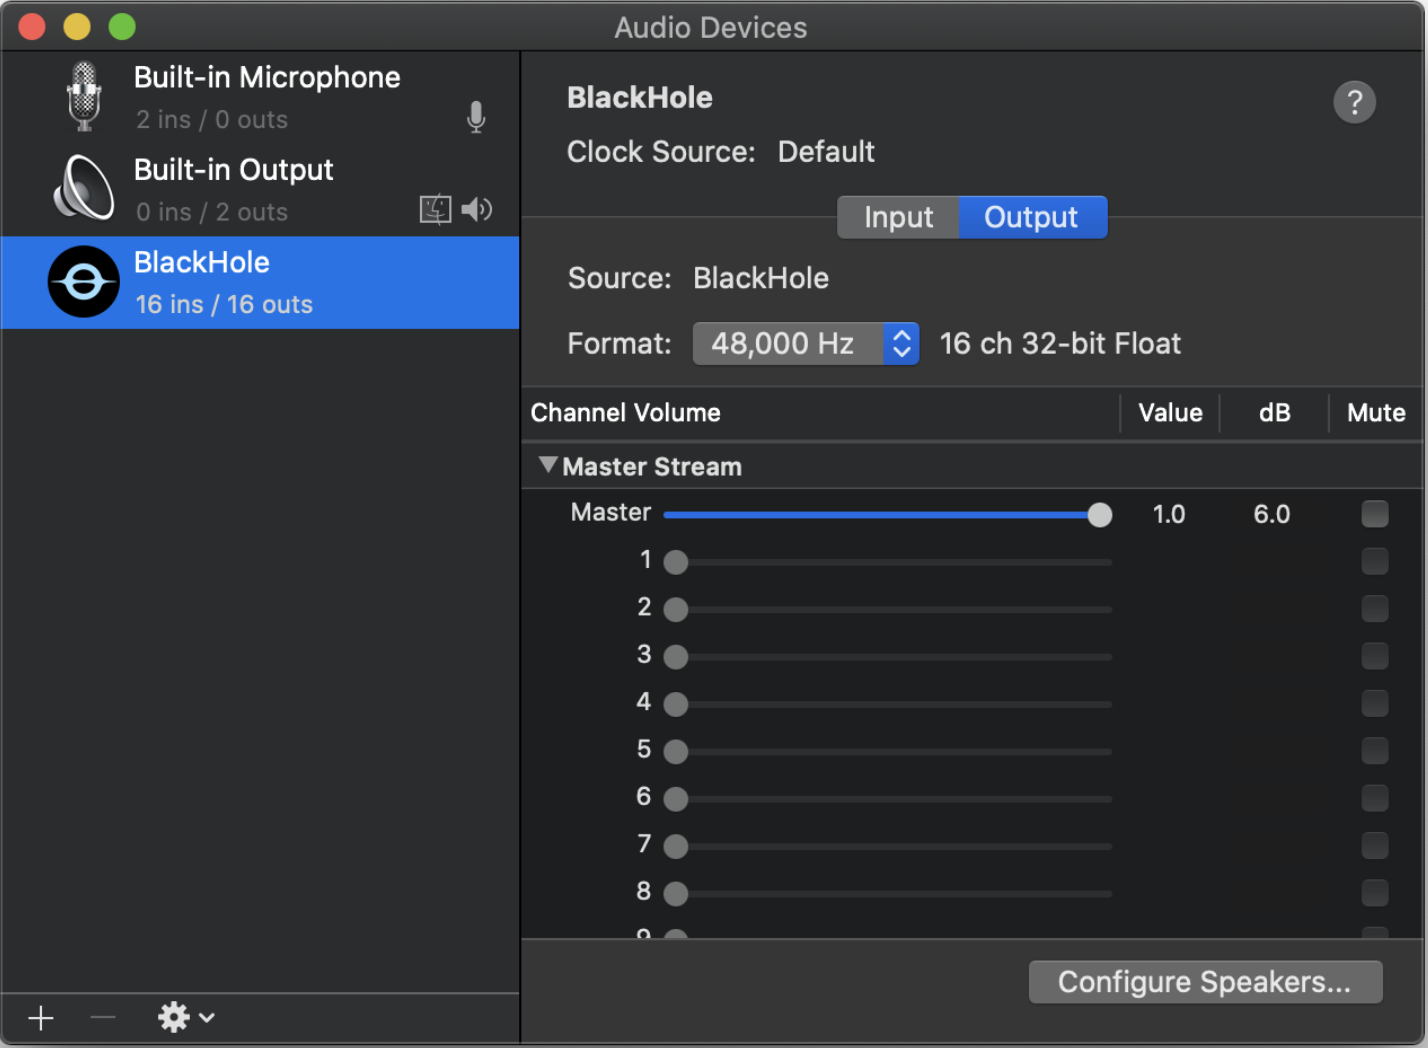 Audio Devices
Built-in Microphone
2 ins / 0 outs
Built-in Output
0 ins / 2 outs
BlackHole
16 ins / 16 outs
BlackHole
?
Clock Source: Default
Input Output
Source: BlackHole
Format: 48,000 Hz 16 ch 32-bit Float
Channel Volume Value dB Mute
Master Stream
Master 1.0 6.0
1
2
3
4
5
6
7
8
9
Configure Speakers...